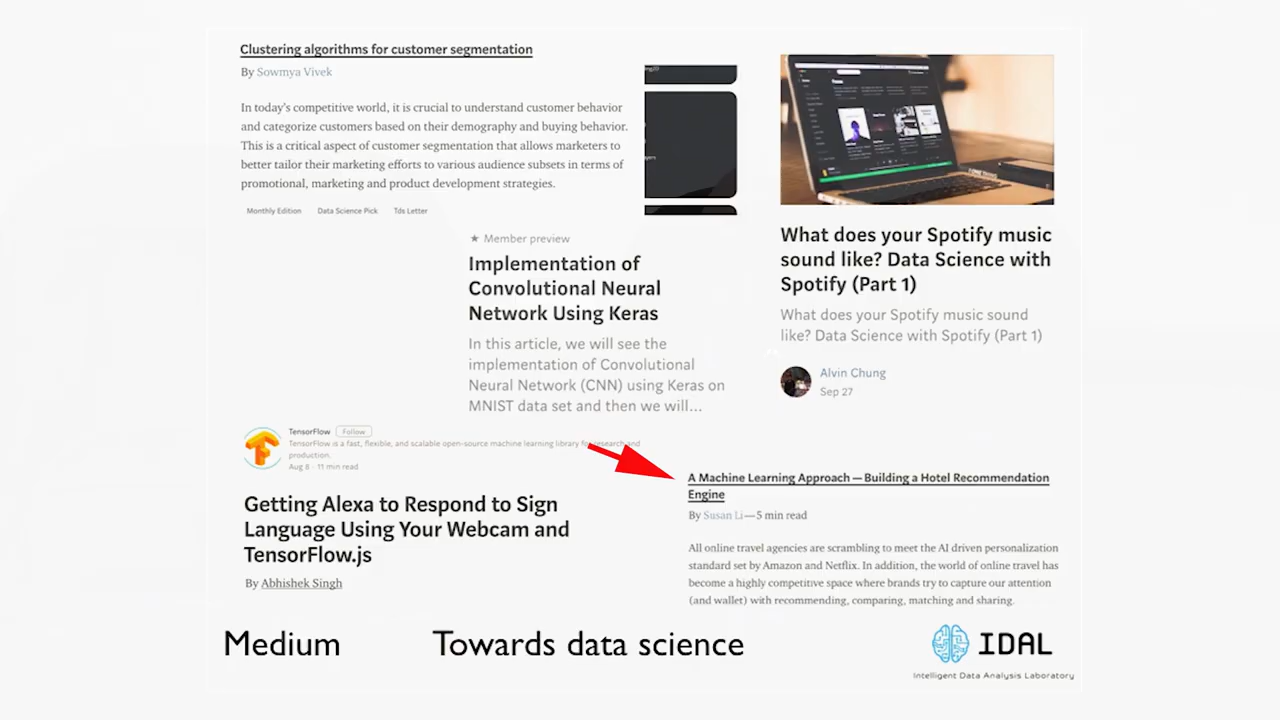 Clustering algorithms for customer segmentation
By Sowmya Vivek
In today's competitive world, it is crucial to understand customer behavior
and categorize customers based on their demography and buying behavior.
This is a critical aspect of customer segmentation that allows marketers to
better tailor their marketing efforts to various audience subsets in terms of
promotional, marketing and product development strategies.
Monthly Edition Data Science Pick Tds Letter
★ Member preview
Implementation of
Convolutional Neural
Network Using Keras
In this article, we will see the
implementation of Convolutional
Neural Network (CNN) using Keras on
MNIST data set and then we will...
What does your Spotify music
sound like? Data Science with
Spotify (Part 1)
What does your Spotify music sound
like? Data Science with Spotify (Part 1)
Alvin Chung
Sep 27
TensorFlow Follow
TensorFlow is a fast, flexible, and scalable open-source machine learning library for research and
production.
Aug 8 · 11 min read
Getting Alexa to Respond to Sign
Language Using Your Webcam and
TensorFlow.js
By Abhishek Singh
A Machine Learning Approach — Building a Hotel Recommendation
Engine
By Susan Li — 5 min read
All online travel agencies are scrambling to meet the AI driven personalization
standard set by Amazon and Netflix. In addition, the world of online travel has
become a highly competitive space where brands try to capture our attention
(and wallet) with recommending, comparing, matching and sharing.
Medium Towards data science
IDAL
Intelligent Data Analysis Laboratory